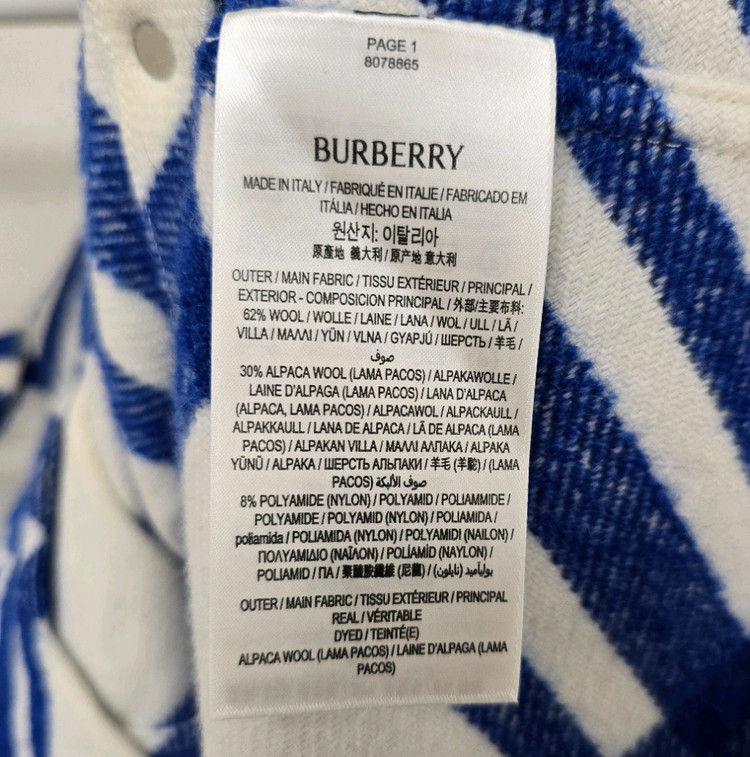 PAGE 1
8078865
BURBERRY
MADE IN ITALY / FABRIQUÉ EN ITALIE / FABRICADO EM
ITÁLIA / HECHO EN ITALIA
원산지: 이탈리아
原產地 義大利 / 原产地 意大利
OUTER / MAIN FABRIC / TISSU EXTÉRIEUR / PRINCIPAL /
EXTERIOR - COMPOSICION PRINCIPAL / 外部/主要布料:
62% WOOL / WOLLE / LAINE / LANA / WOL / ULL / LÃ /
VILLA / ΜΑΛΛΙ / YÜN / VLNA / GYAPJÚ / ШЕРСТЬ / 羊毛 /
صوف
30% ALPACA WOOL (LAMA PACOS) / ALPAKAWOLLE /
LAINE D'ALPAGA (LAMA PACOS) / LANA D'ALPACA
(ALPACA, LAMA PACOS) / ALPACAWOL / ALPACKAULL /
ALPAKKAULL / LANA DE ALPACA / LÃ DE ALPACA (LAMA
PACOS) / ALPAKAN VILLA / ΜΑΛΛΙ ΑΛΠΑΚΑ / ALPAKA
YÜNÜ / ALPAKA / ШЕРСТЬ АЛЬПАКИ / 羊毛 (羊駝) / (LAMA
PACOS) صوف الألبكة
8% POLYAMIDE (NYLON) / POLYAMID / POLIAMMIDE /
POLYAMIDE / POLYAMID (NYLON) / POLIAMIDA /
poliamida / POLIAMIDA (NYLON) / POLYAMIDI (NAILON) /
ΠΟΛΥΑΜΙΔΙΟ (ΝΑΪΛΟΝ) / POLİAMİD (NAYLON) /
POLIAMID / ПА / 聚醯胺纖維 (尼龍) / بوليأميد (نايلون)
OUTER / MAIN FABRIC / TISSU EXTÉRIEUR / PRINCIPAL
REAL / VÉRITABLE
DYED / TEINTÉ(E)
ALPACA WOOL (LAMA PACOS) / LAINE D'ALPAGA (LAMA
PACOS)